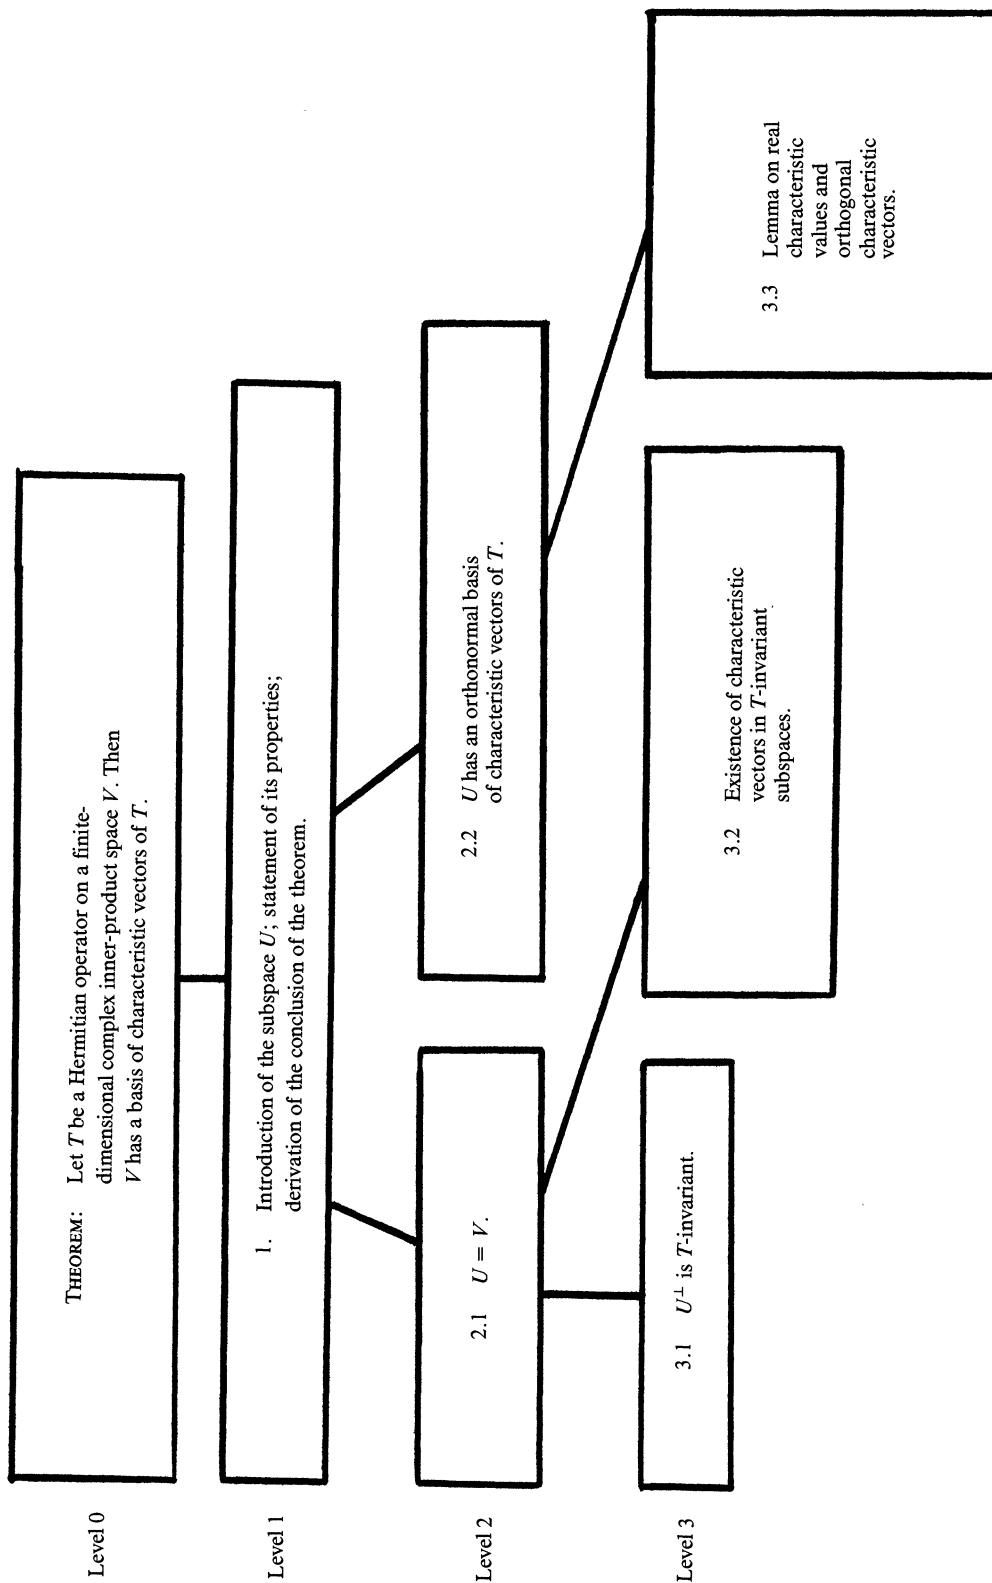 Level 0
THEOREM: Let T be a Hermitian operator on a finite-
dimensional complex inner-product space V. Then
V has a basis of characteristic vectors of T.
Level 1
1. Introduction of the subspace U; statement of its properties;
derivation of the conclusion of the theorem.
Level 2
2.1 U = V.
2.2 U has an orthonormal basis
of characteristic vectors of T.
Level 3
3.1 U⊥ is T-invariant.
3.2 Existence of characteristic
vectors in T-invariant
subspaces.
3.3 Lemma on real
characteristic
values and
orthogonal
characteristic
vectors.